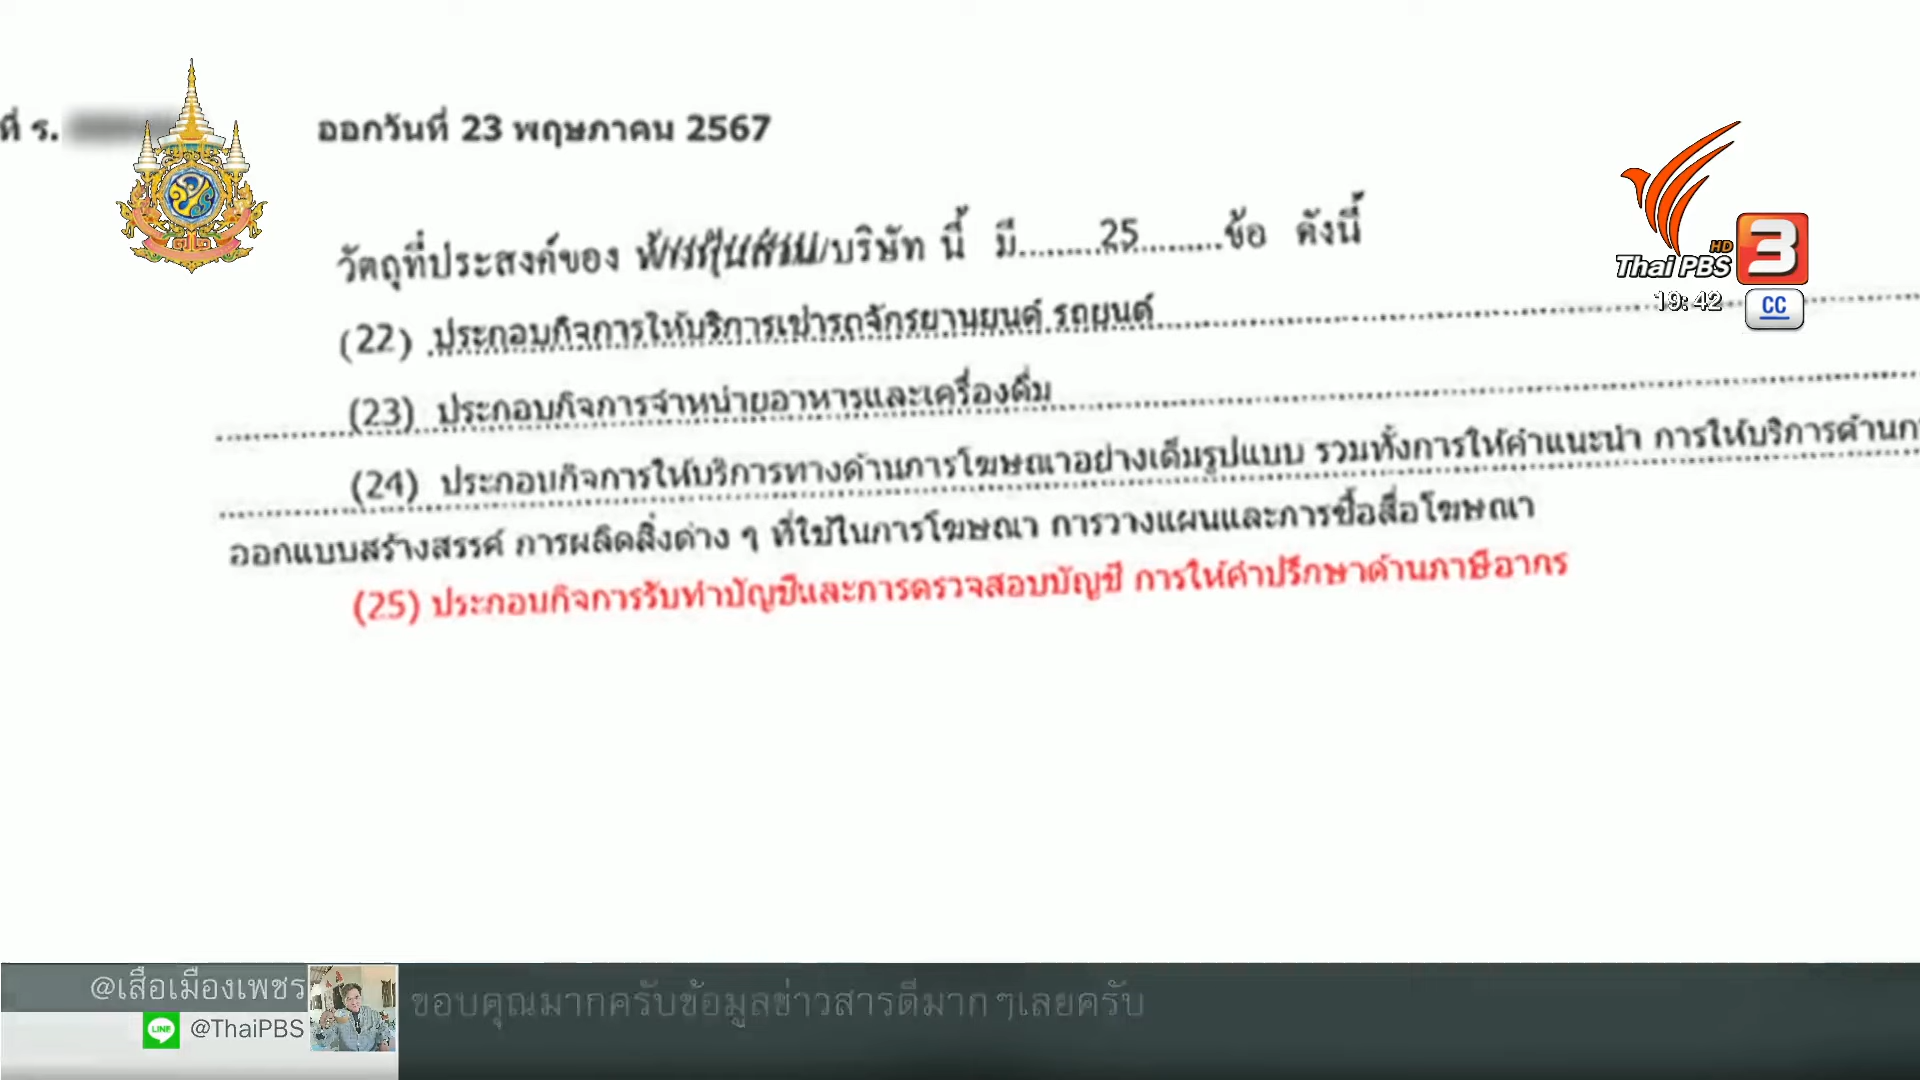 ที่ ร.
ออกวันที่ 23 พฤษภาคม 2567
วัตถุที่ประสงค์ของ ห้างหุ้นส่วน/บริษัท นี้ มี.........25.........ข้อ ดังนี้
(22) ประกอบกิจการให้บริการเช่ารถจักรยานยนต์ รถยนต์
(23) ประกอบกิจการจำหน่ายอาหารและเครื่องดื่ม
(24) ประกอบกิจการให้บริการทางด้านการโฆษณาอย่างเต็มรูปแบบ รวมทั้งการให้คำแนะนำ การให้บริการด้าน
ออกแบบสร้างสรรค์ การผลิตสิ่งต่าง ๆ ที่ใช้ในการโฆษณา การวางแผนและการซื้อสื่อโฆษณา
(25) ประกอบกิจการรับทำบัญชีและการตรวจสอบบัญชี การให้คำปรึกษาด้านภาษีอากร
HD
Thai PBS 3
19:42
CC
@เสือเมืองเพชร
LINE @ThaiPBS
ขอบคุณมากครับข้อมูลข่าวสารดีมากๆเลยครับ